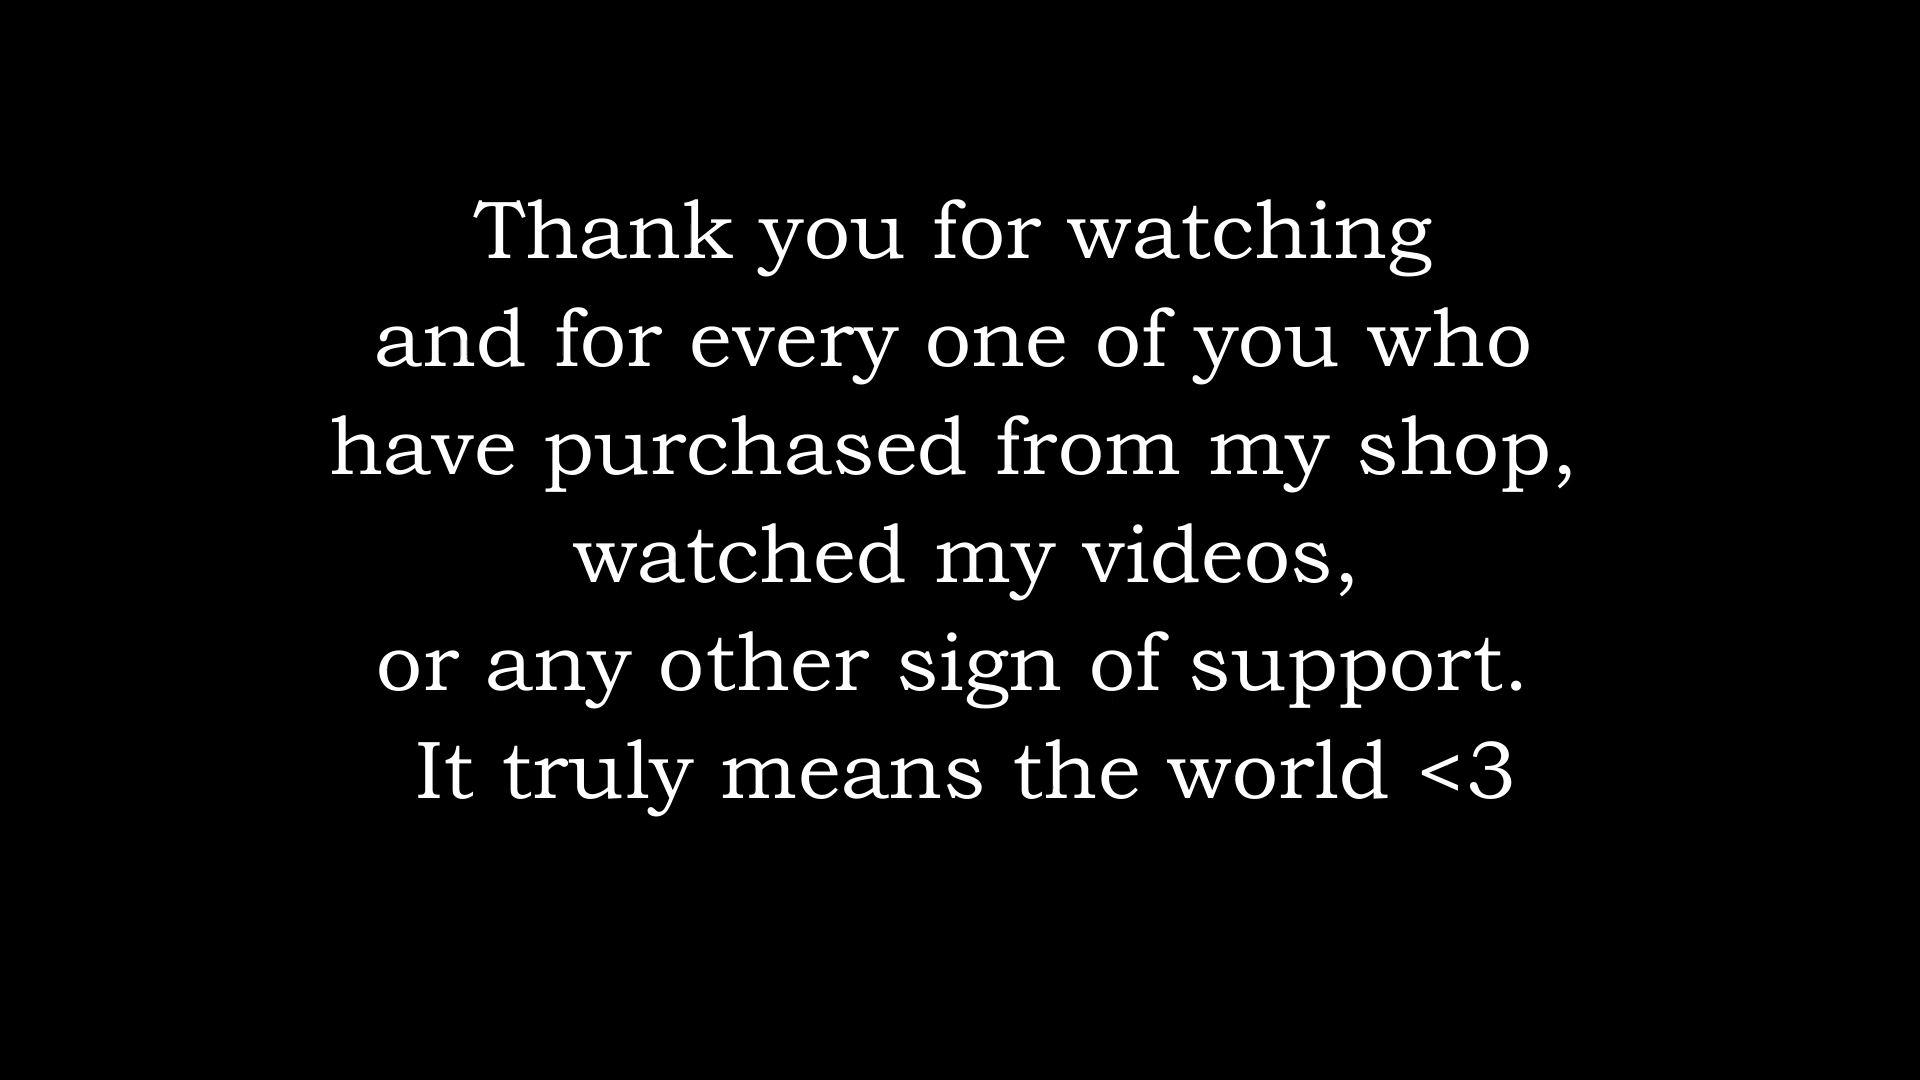 Thank you for watching
and for every one of you who
have purchased from my shop,
watched my videos,
or any other sign of support.
It truly means the world <3